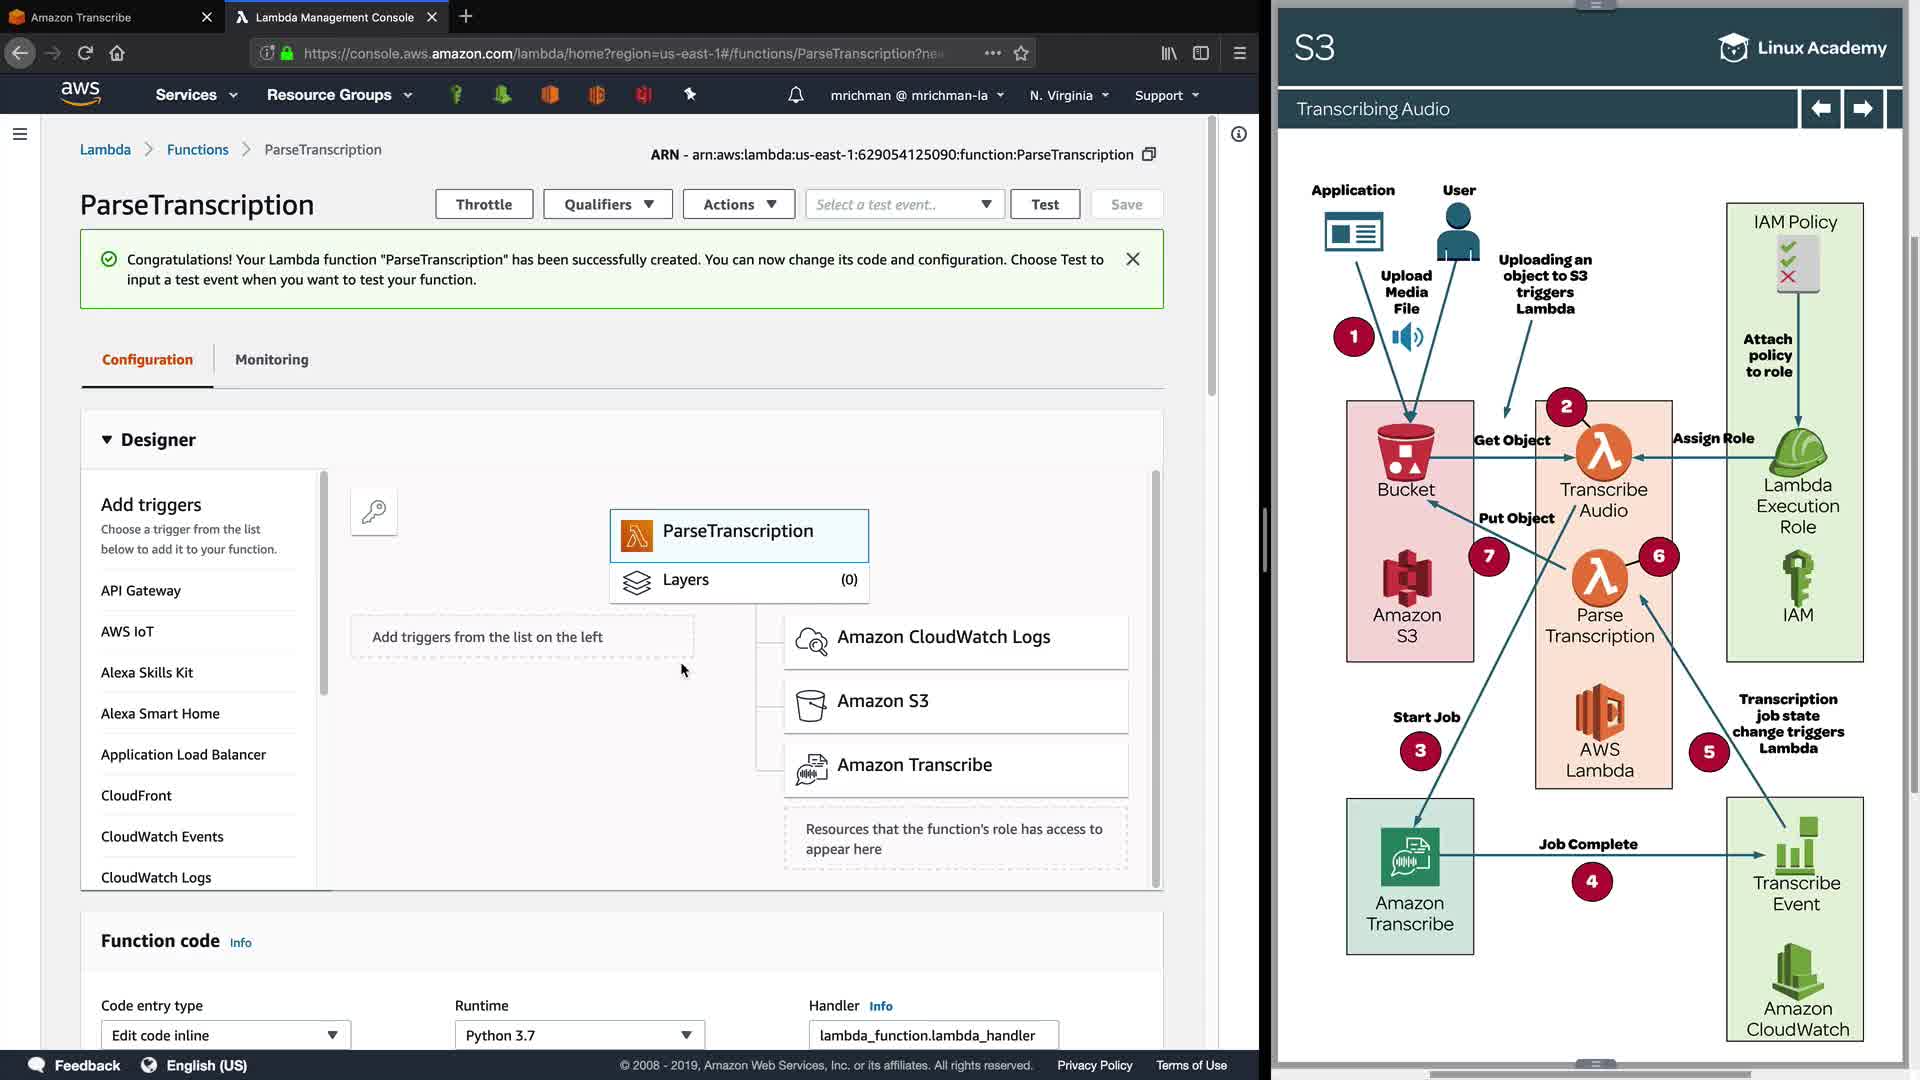 Amazon Transcribe
Lambda Management Console
https://console.aws.amazon.com/lambda/home?region=us-east-1#/functions/ParseTranscription?ne
aws
Services
Resource Groups
mrichman @ mrichman-la
N. Virginia
Support
Lambda
Functions
ParseTranscription
ARN - arn:aws:lambda:us-east-1:629054125090:function:ParseTranscription
ParseTranscription
Throttle
Qualifiers
Actions
Select a test event..
Test
Save
Congratulations! Your Lambda function "ParseTranscription" has been successfully created. You can now change its code and configuration. Choose Test to
input a test event when you want to test your function.
Configuration
Monitoring
Designer
Add triggers
Choose a trigger from the list
below to add it to your function.
API Gateway
AWS IoT
Alexa Skills Kit
Alexa Smart Home
Application Load Balancer
CloudFront
CloudWatch Events
CloudWatch Logs
ParseTranscription
Layers
(0)
Add triggers from the list on the left
Amazon CloudWatch Logs
Amazon S3
Amazon Transcribe
Resources that the function's role has access to
appear here
Function code
Info
Code entry type
Edit code inline
Runtime
Python 3.7
Handler
Info
lambda_function.lambda_handler
Feedback
English (US)
© 2008 - 2019, Amazon Web Services, Inc. or its affiliates. All rights reserved.
Privacy Policy
Terms of Use
S3
Linux Academy
Transcribing Audio
Application
User
Upload
Media
File
1
Uploading an
object to S3
triggers
Lambda
IAM Policy
Attach
policy
to role
2
Get Object
Assign Role
Bucket
Transcribe
Audio
Lambda
Execution
Role
Put Object
7
6
Amazon
S3
Parse
Transcription
IAM
Start Job
3
AWS
Lambda
Transcription
job state
change triggers
Lambda
5
Job Complete
4
Amazon
Transcribe
Transcribe
Event
Amazon
CloudWatch